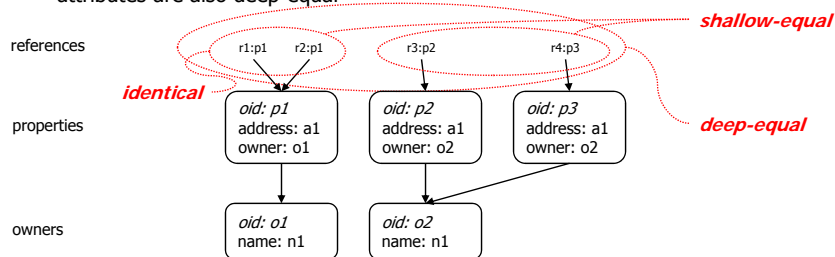 attributes are also deep-equal
shallow-equal
references
r1:p1
r2:p1
r3:p2
r4:p3
identical
deep-equal
properties
oid: p1
address: a1
owner: o1
oid: p2
address: a1
owner: o2
oid: p3
address: a1
owner: o2
owners
oid: o1
name: n1
oid: o2
name: n1